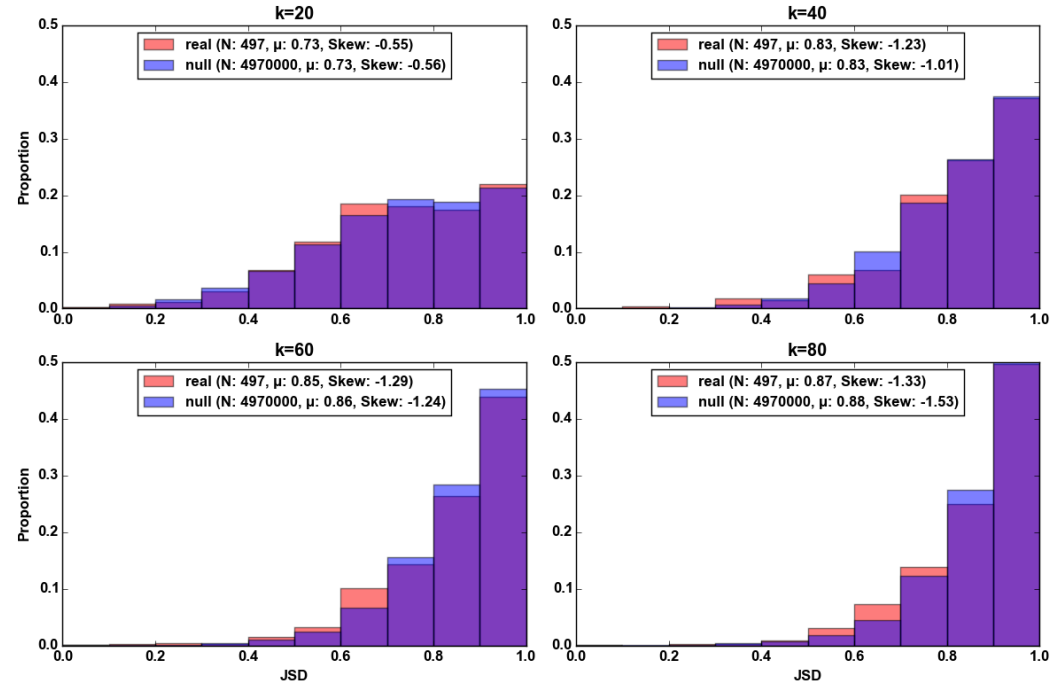 k=20
real (N: 497, μ: 0.73, Skew: -0.55)
null (N: 4970000, μ: 0.73, Skew: -0.56)
Proportion
0.5
0.4
0.3
0.2
0.1
0.0
0.0 0.2 0.4 0.6 0.8 1.0
k=40
real (N: 497, μ: 0.83, Skew: -1.23)
null (N: 4970000, μ: 0.83, Skew: -1.01)
0.5
0.4
0.3
0.2
0.1
0.0
0.0 0.2 0.4 0.6 0.8 1.0
k=60
real (N: 497, μ: 0.85, Skew: -1.29)
null (N: 4970000, μ: 0.86, Skew: -1.24)
Proportion
0.5
0.4
0.3
0.2
0.1
0.0
0.0 0.2 0.4 0.6 0.8 1.0
JSD
k=80
real (N: 497, μ: 0.87, Skew: -1.33)
null (N: 4970000, μ: 0.88, Skew: -1.53)
0.5
0.4
0.3
0.2
0.1
0.0
0.0 0.2 0.4 0.6 0.8 1.0
JSD